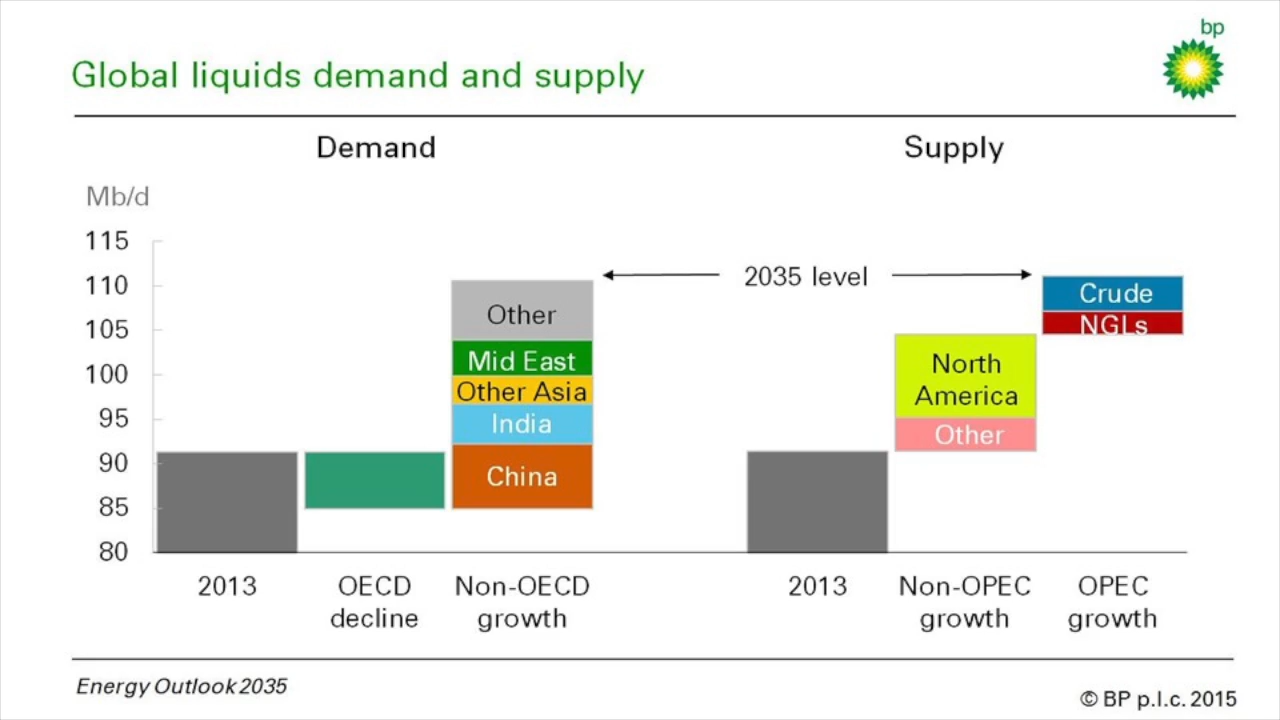 bp
Global liquids demand and supply
Demand
Supply
Mb/d
115
110
105
100
95
90
85
80
2035 level
Other
Mid East
Other Asia
India
China
Crude
NGLs
North
America
Other
2013
OECD
decline
Non-OECD
growth
2013
Non-OPEC
growth
OPEC
growth
Energy Outlook 2035
© BP p.l.c. 2015